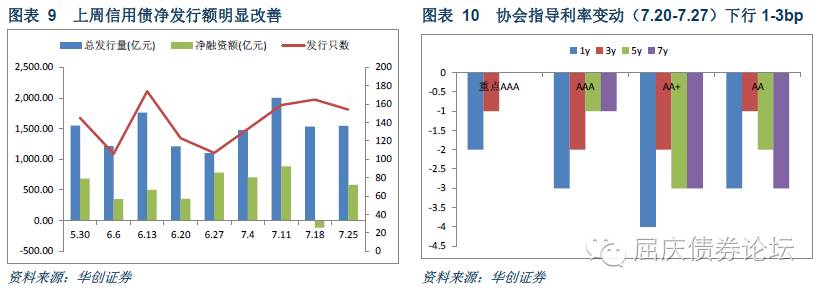 图表 9 上周信用债净发行额明显改善
总发行量(亿元) 净融资额(亿元) 发行只数
2,500.00 200
2,000.00 180
1,500.00 160
1,000.00 140
500.00 120
0.00 100
-500.00 80
60
40
20
0
5.30 6.6 6.13 6.20 6.27 7.4 7.11 7.18 7.25
资料来源：华创证券
图表 10 协会指导利率变动（7.20-7.27）下行 1-3bp
1y 3y 5y 7y
0
-0.5
-1
-1.5
-2
-2.5
-3
-3.5
-4
-4.5
重点AAA AAA AA+ AA
屈庆债券论坛
资料来源：华创证券